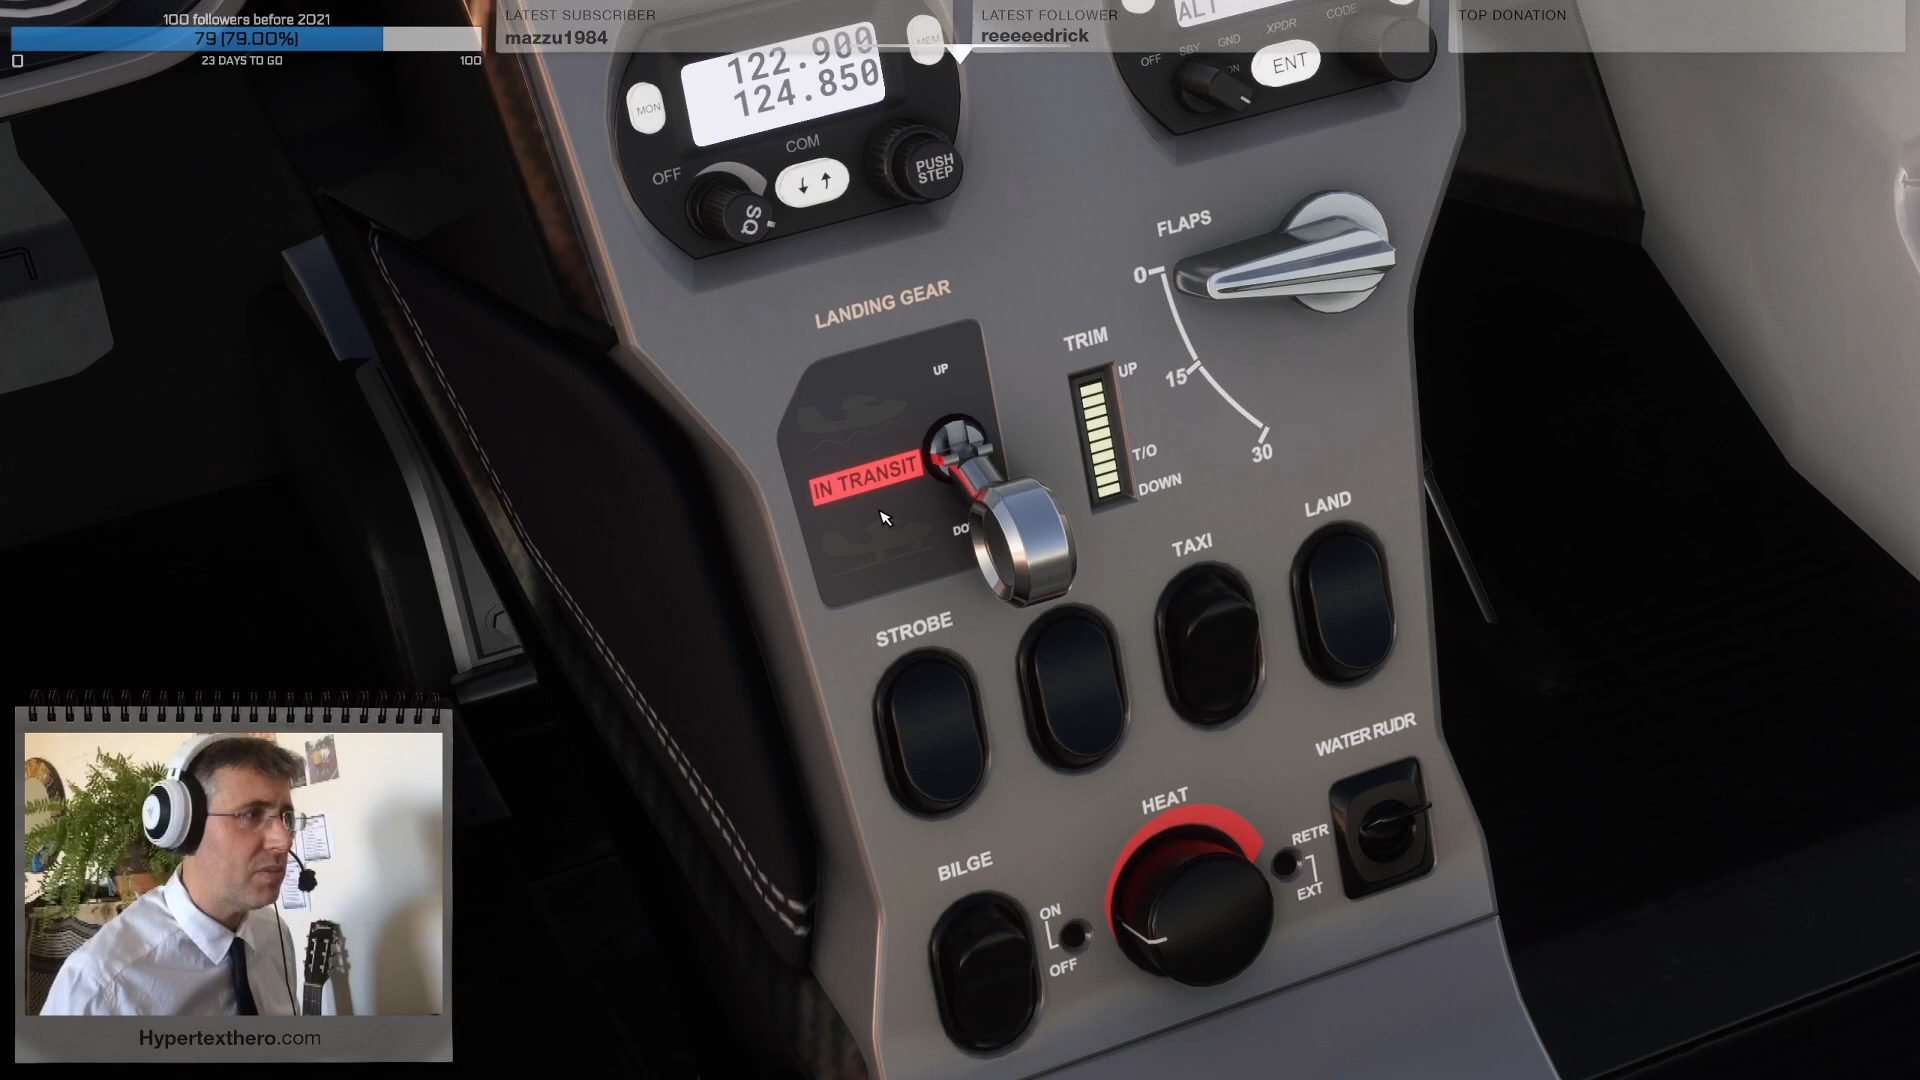 100 followers before 2021
79 (79.00%)
0
23 DAYS TO GO
100
LATEST SUBSCRIBER
mazzu1984
LATEST FOLLOWER
reeeeedrick
TOP DONATION
122.900
124.850
MEM
MON
COM
OFF
SQ
PUSH
STEP
ALT
XPDR
CODE
OFF
SBY
GND
ON
ENT
FLAPS
0
15
30
LANDING GEAR
UP
IN TRANSIT
TRIM
UP
T/O
DOWN
STROBE
TAXI
LAND
WATER RUDR
HEAT
RETR
EXT
BILGE
ON
OFF
Hypertexthero.com